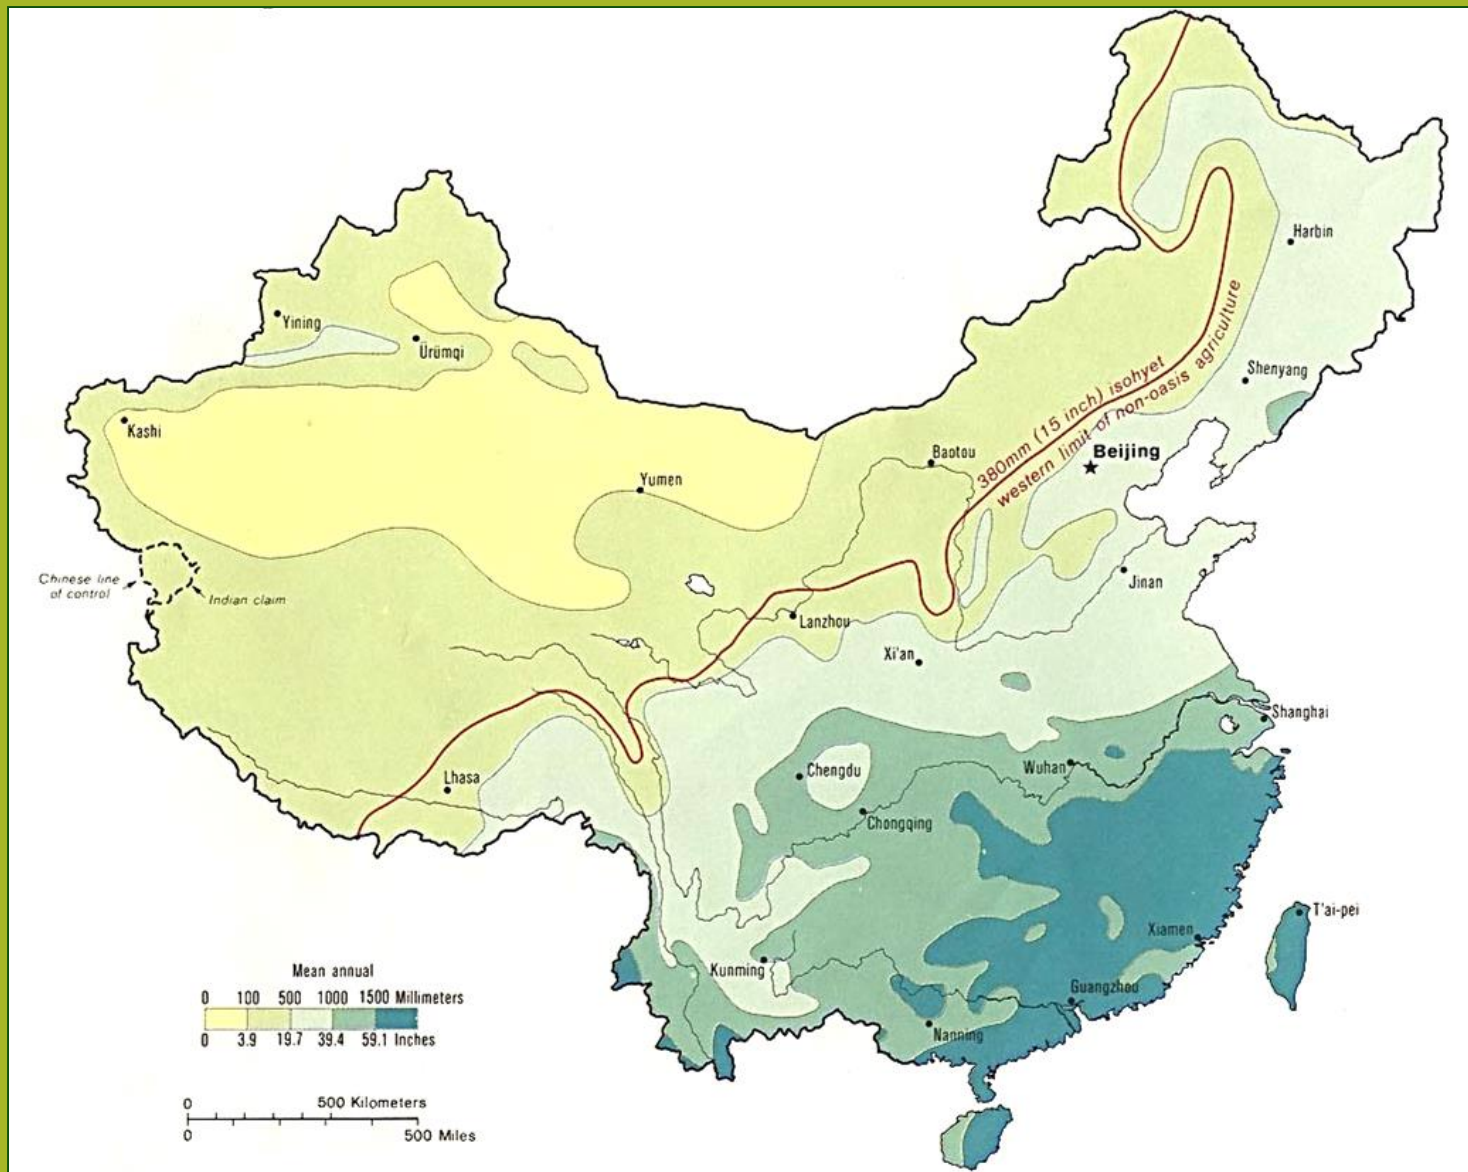 Harbin
Yining
Ürümqi
Shenyang
Kashi
380mm (15 inch) isohyet
western limit of non-oasis agriculture
Baotou
Beijing
Yumen
Chinese line
of control
Indian claim
Jinan
Lanzhou
Xi'an
Shanghai
Lhasa
Chengdu
Wuhan
Chongqing
T'ai-pei
Xiamen
Kunming
Guangzhou
Nanning
Mean annual
0 100 500 1000 1500 Millimeters
0 3.9 19.7 39.4 59.1 Inches
0 500 Kilometers
0 500 Miles